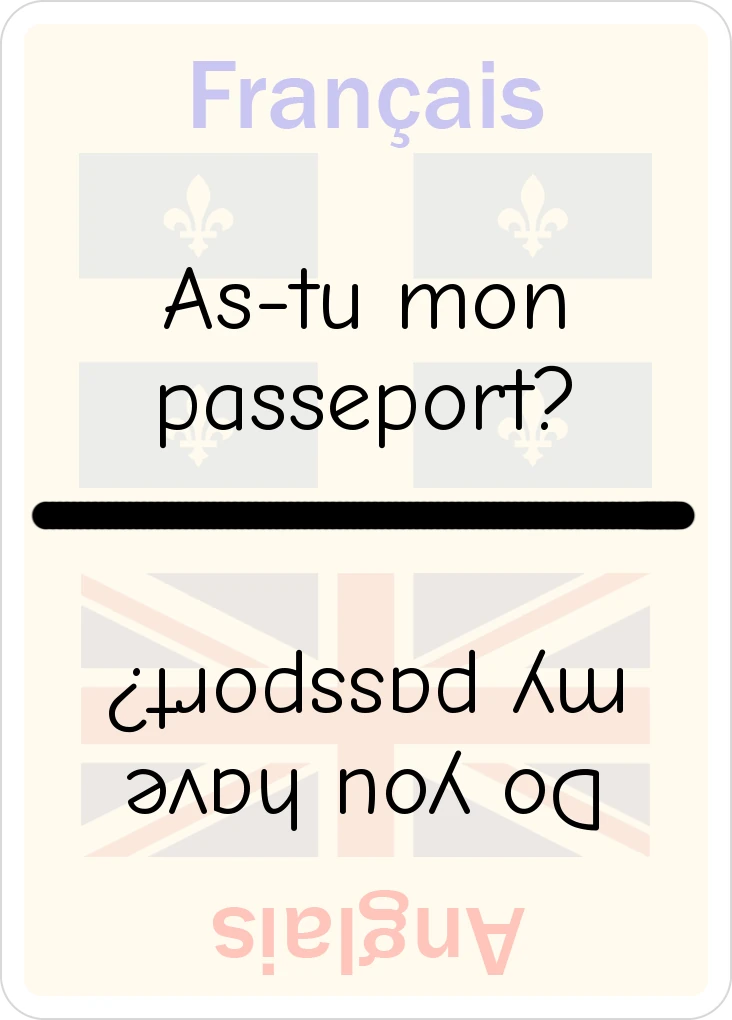 Français
As-tu mon
passeport?
Do you have
my passport?
Anglais